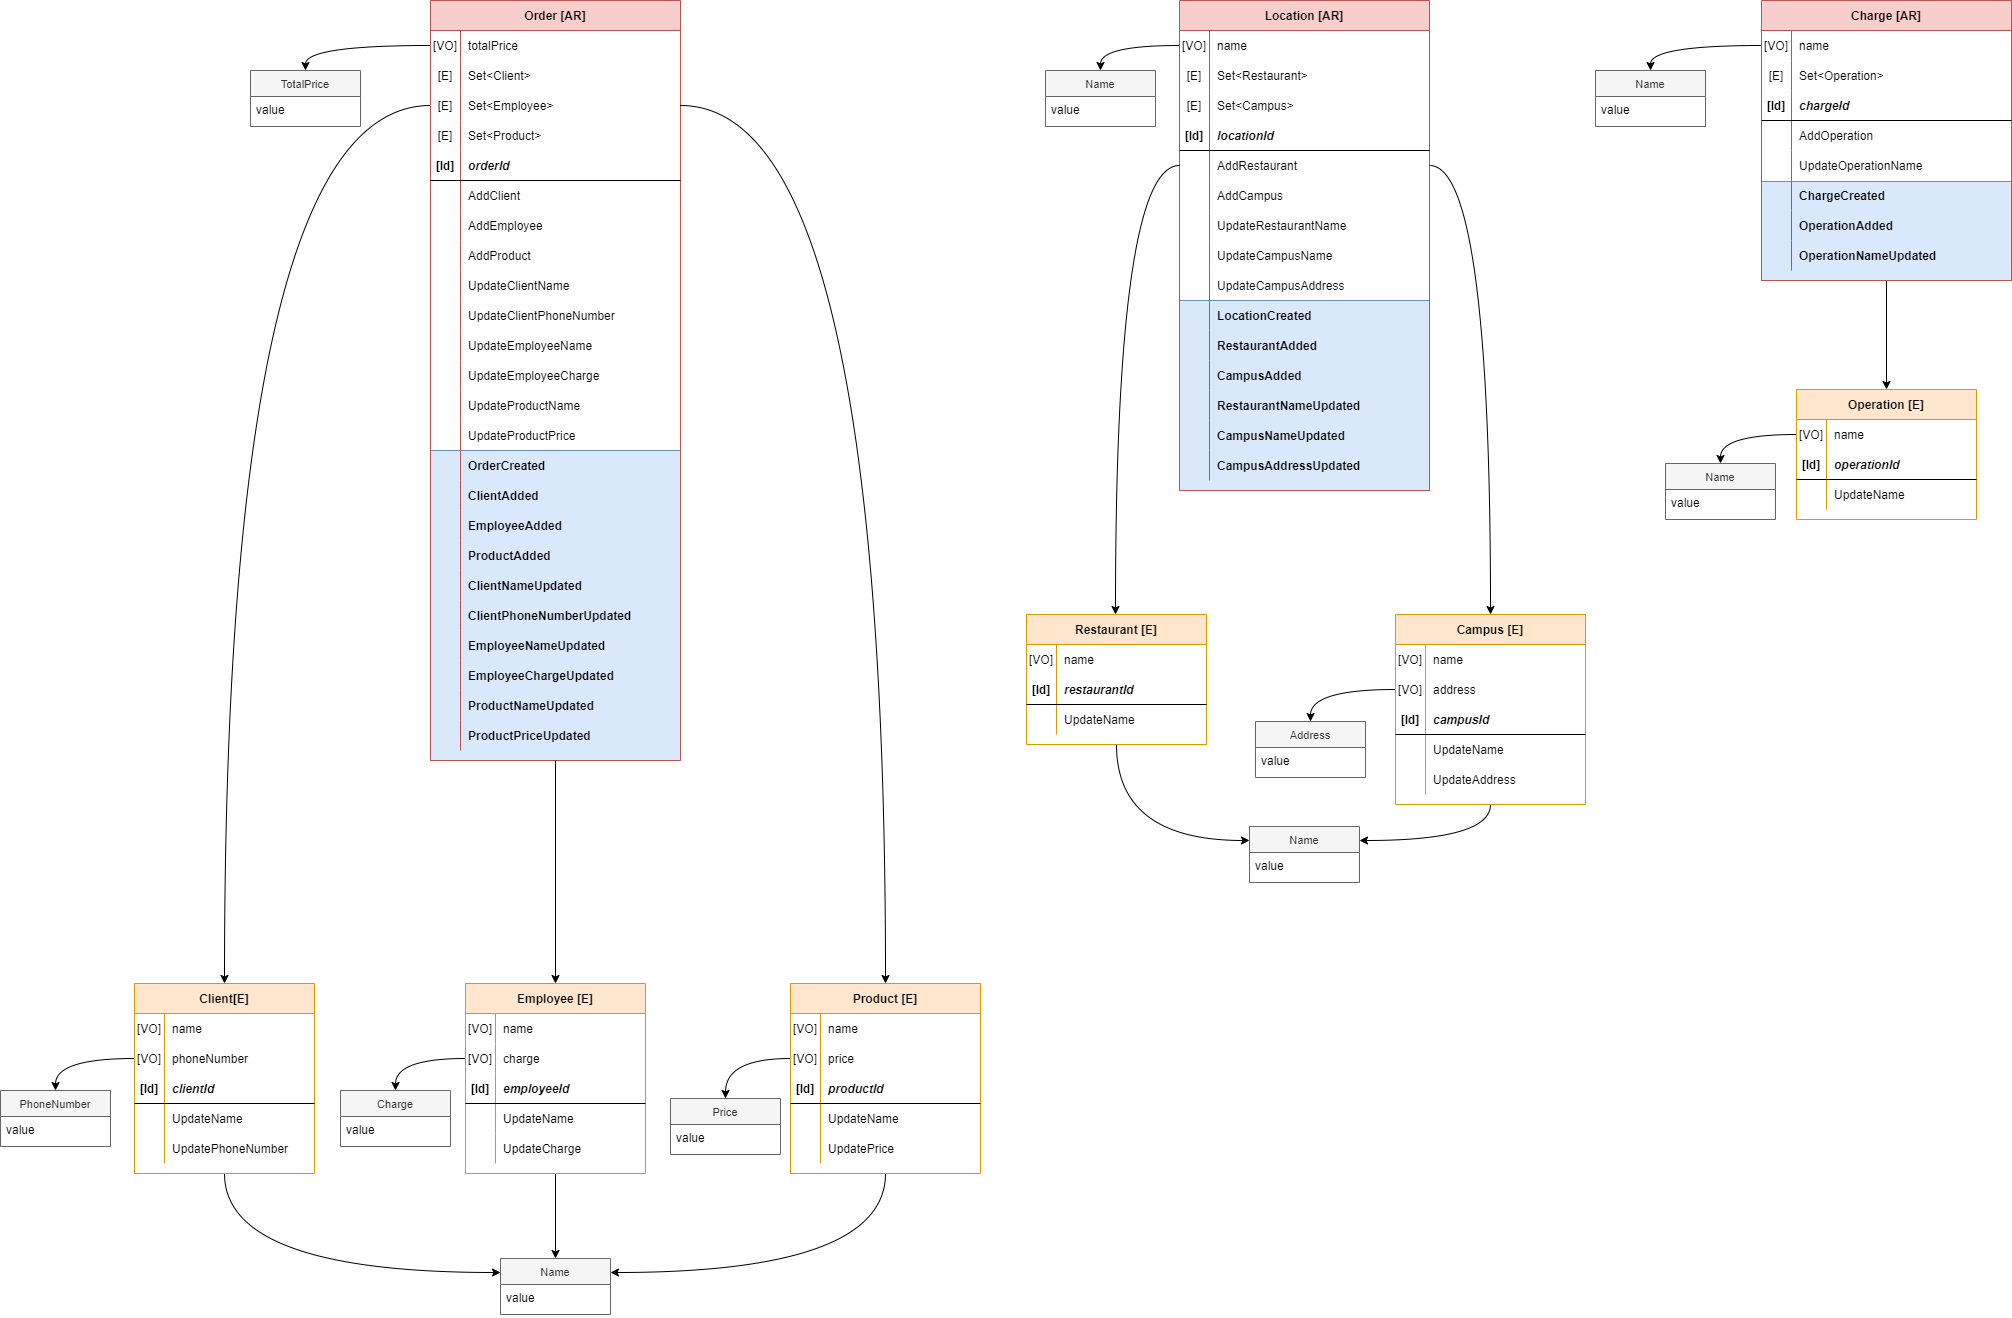 Order [AR]
[VO] totalPrice
[E] Set<Client>
[E] Set<Employee>
[E] Set<Product>
[Id] orderId
AddClient
AddEmployee
AddProduct
UpdateClientName
UpdateClientPhoneNumber
UpdateEmployeeName
UpdateEmployeeCharge
UpdateProductName
UpdateProductPrice
OrderCreated
ClientAdded
EmployeeAdded
ProductAdded
ClientNameUpdated
ClientPhoneNumberUpdated
EmployeeNameUpdated
EmployeeChargeUpdated
ProductNameUpdated
ProductPriceUpdated
TotalPrice
value
Client[E]
[VO] name
[VO] phoneNumber
[Id] clientId
UpdateName
UpdatePhoneNumber
PhoneNumber
value
Employee [E]
[VO] name
[VO] charge
[Id] employeeId
UpdateName
UpdateCharge
Charge
value
Product [E]
[VO] name
[VO] price
[Id] productId
UpdateName
UpdatePrice
Price
value
Name
value
Location [AR]
[VO] name
[E] Set<Restaurant>
[E] Set<Campus>
[Id] locationId
AddRestaurant
AddCampus
UpdateRestaurantName
UpdateCampusName
UpdateCampusAddress
LocationCreated
RestaurantAdded
CampusAdded
RestaurantNameUpdated
CampusNameUpdated
CampusAddressUpdated
Name
value
Restaurant [E]
[VO] name
[Id] restaurantId
UpdateName
Campus [E]
[VO] name
[VO] address
[Id] campusId
UpdateName
UpdateAddress
Address
value
Name
value
Charge [AR]
[VO] name
[E] Set<Operation>
[Id] chargeId
AddOperation
UpdateOperationName
ChargeCreated
OperationAdded
OperationNameUpdated
Name
value
Operation [E]
[VO] name
[Id] operationId
UpdateName
Name
value